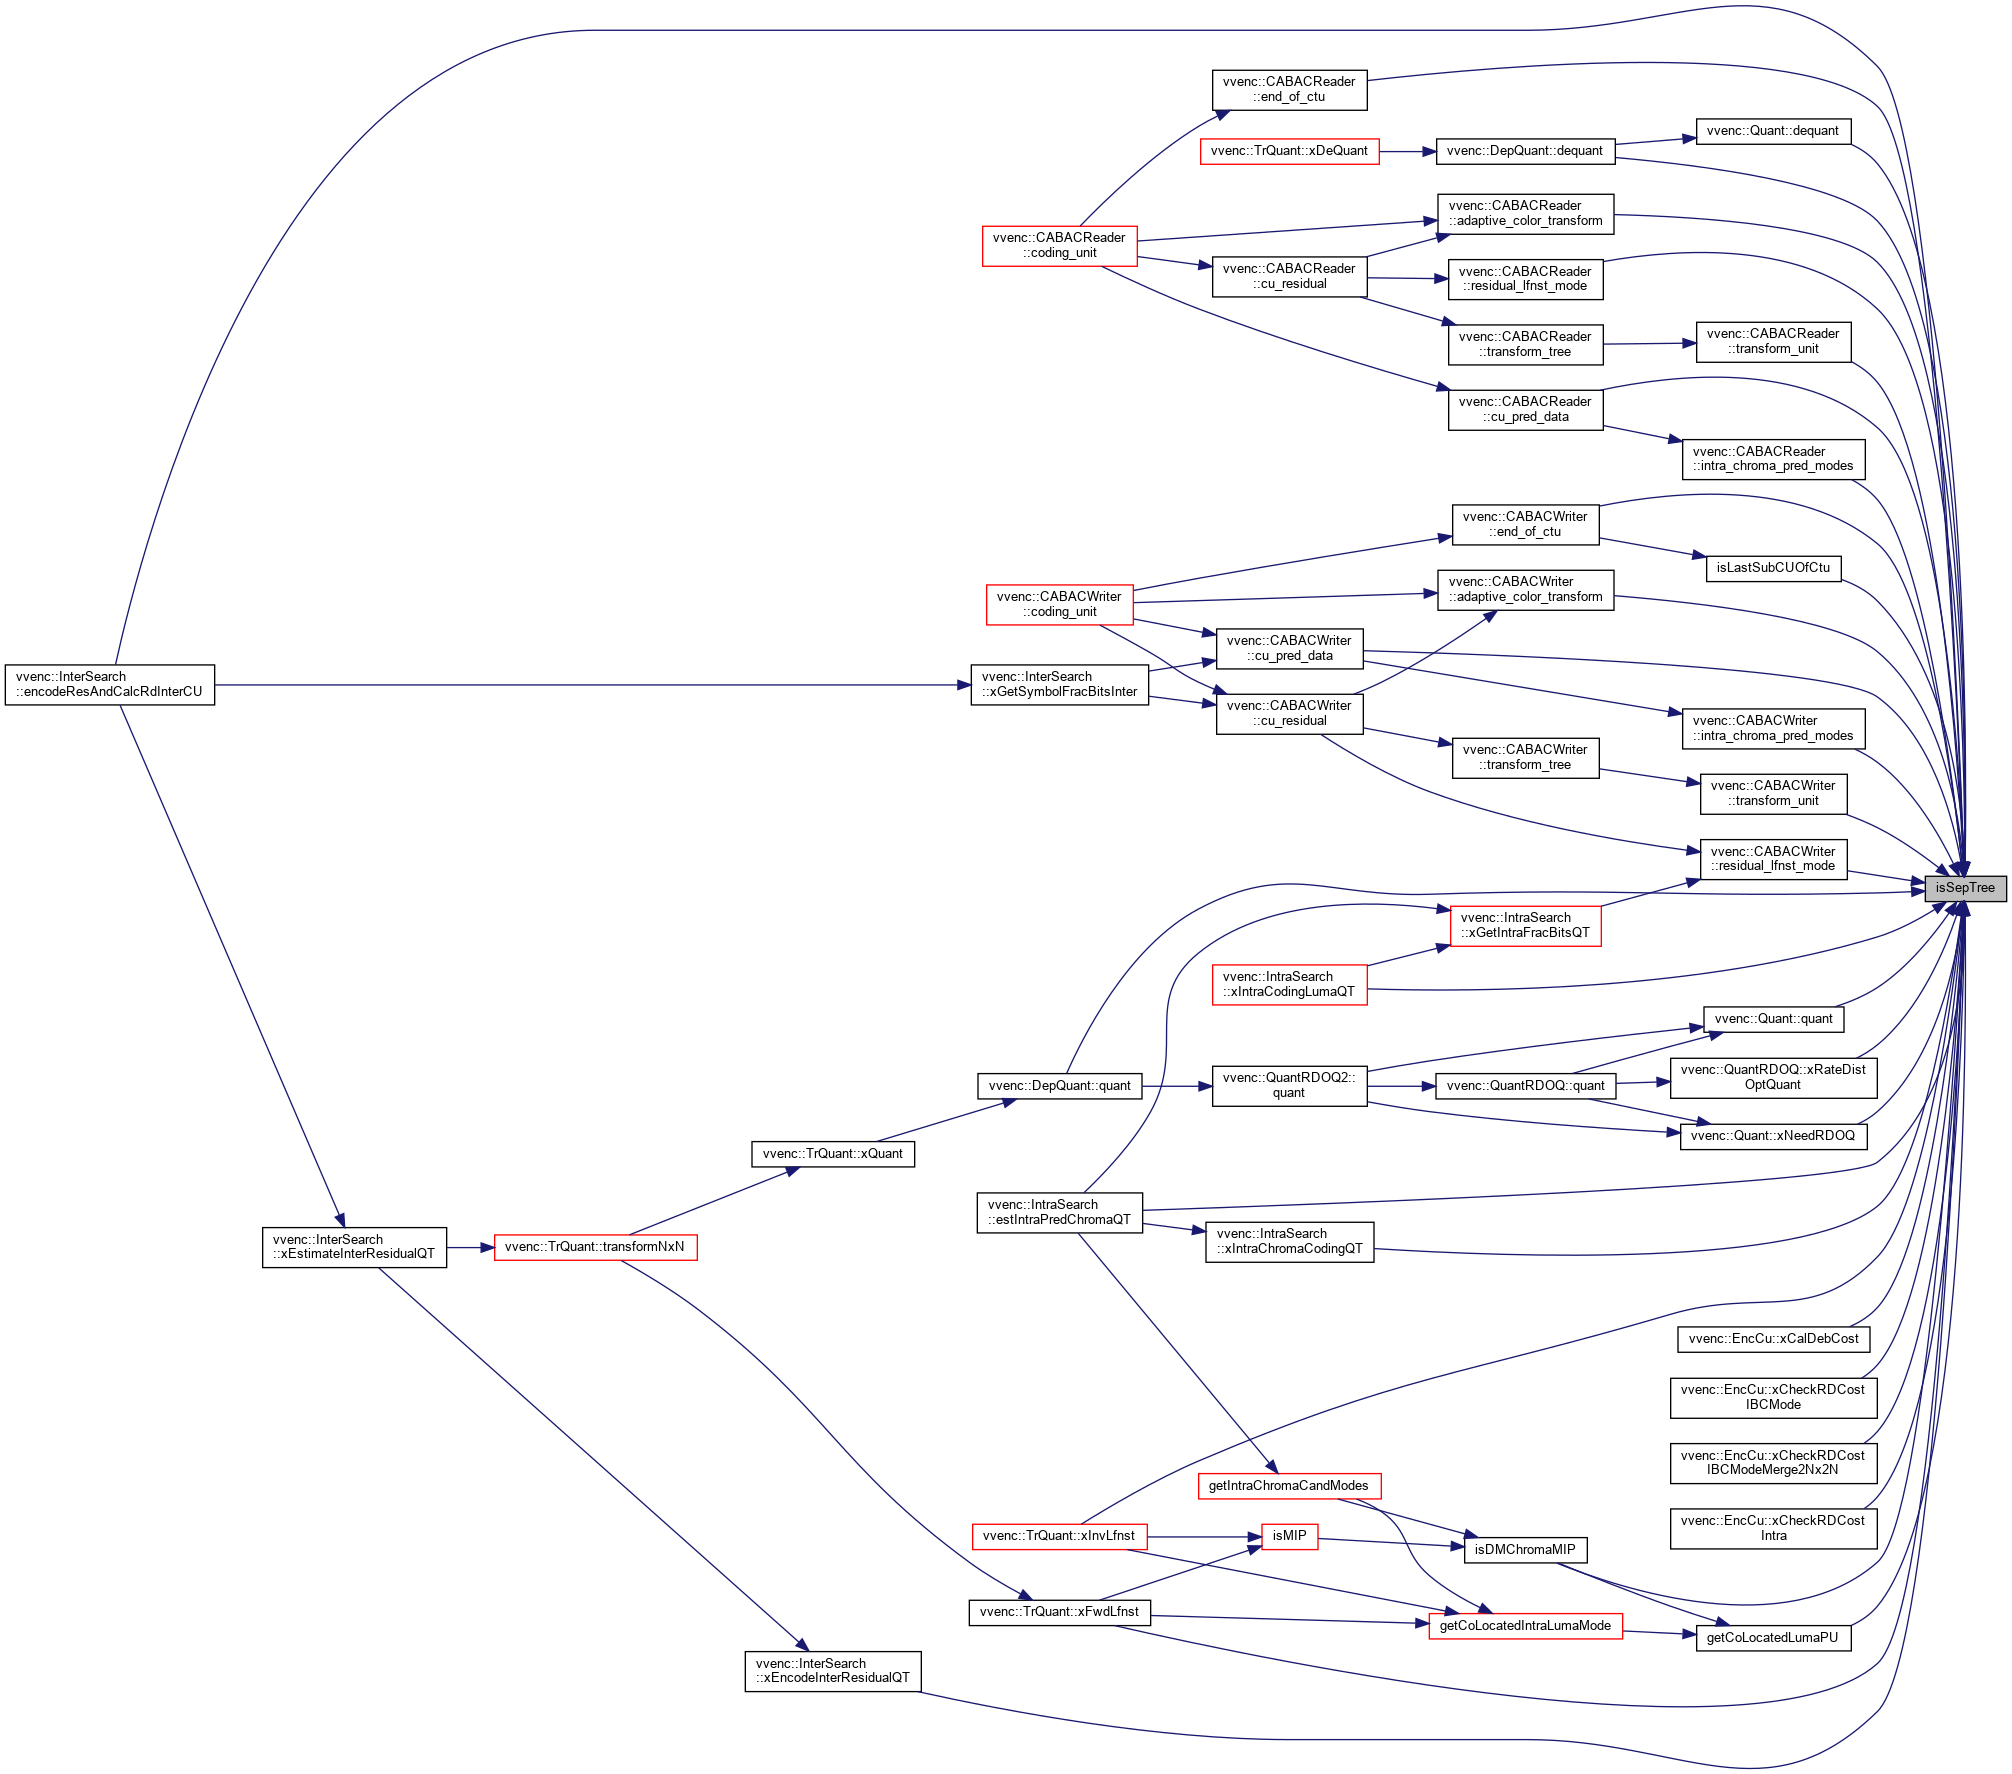 vvenc::CABACReader
::end_of_ctu
vvenc::Quant::dequant
vvenc::TrQuant::xDeQuant
vvenc::DepQuant::dequant
vvenc::CABACReader
::adaptive_color_transform
vvenc::CABACReader
::coding_unit
vvenc::CABACReader
::cu_residual
vvenc::CABACReader
::residual_lfnst_mode
vvenc::CABACReader
::transform_tree
vvenc::CABACReader
::transform_unit
vvenc::CABACReader
::cu_pred_data
vvenc::CABACReader
::intra_chroma_pred_modes
vvenc::CABACWriter
::end_of_ctu
isLastSubCUOfCtu
vvenc::CABACWriter
::adaptive_color_transform
vvenc::CABACWriter
::coding_unit
vvenc::CABACWriter
::cu_pred_data
vvenc::InterSearch
::encodeResAndCalcRdInterCU
vvenc::InterSearch
::xGetSymbolFracBitsInter
vvenc::CABACWriter
::cu_residual
vvenc::CABACWriter
::intra_chroma_pred_modes
vvenc::CABACWriter
::transform_tree
vvenc::CABACWriter
::transform_unit
vvenc::CABACWriter
::residual_lfnst_mode
isSepTree
vvenc::IntraSearch
::xGetIntraFracBitsQT
vvenc::IntraSearch
::xIntraCodingLumaQT
vvenc::Quant::quant
vvenc::DepQuant::quant
vvenc::QuantRDOQ2::
quant
vvenc::QuantRDOQ::quant
vvenc::QuantRDOQ::xRateDist
OptQuant
vvenc::Quant::xNeedRDOQ
vvenc::TrQuant::xQuant
vvenc::IntraSearch
::estIntraPredChromaQT
vvenc::IntraSearch
::xIntraChromaCodingQT
vvenc::InterSearch
::xEstimateInterResidualQT
vvenc::TrQuant::transformNxN
vvenc::EncCu::xCalDebCost
vvenc::EncCu::xCheckRDCost
IBCMode
vvenc::EncCu::xCheckRDCost
IBCModeMerge2Nx2N
getIntraChromaCandModes
vvenc::EncCu::xCheckRDCost
Intra
vvenc::TrQuant::xInvLfnst
isMIP
isDMChromaMIP
vvenc::TrQuant::xFwdLfnst
getCoLocatedIntraLumaMode
getCoLocatedLumaPU
vvenc::InterSearch
::xEncodeInterResidualQT